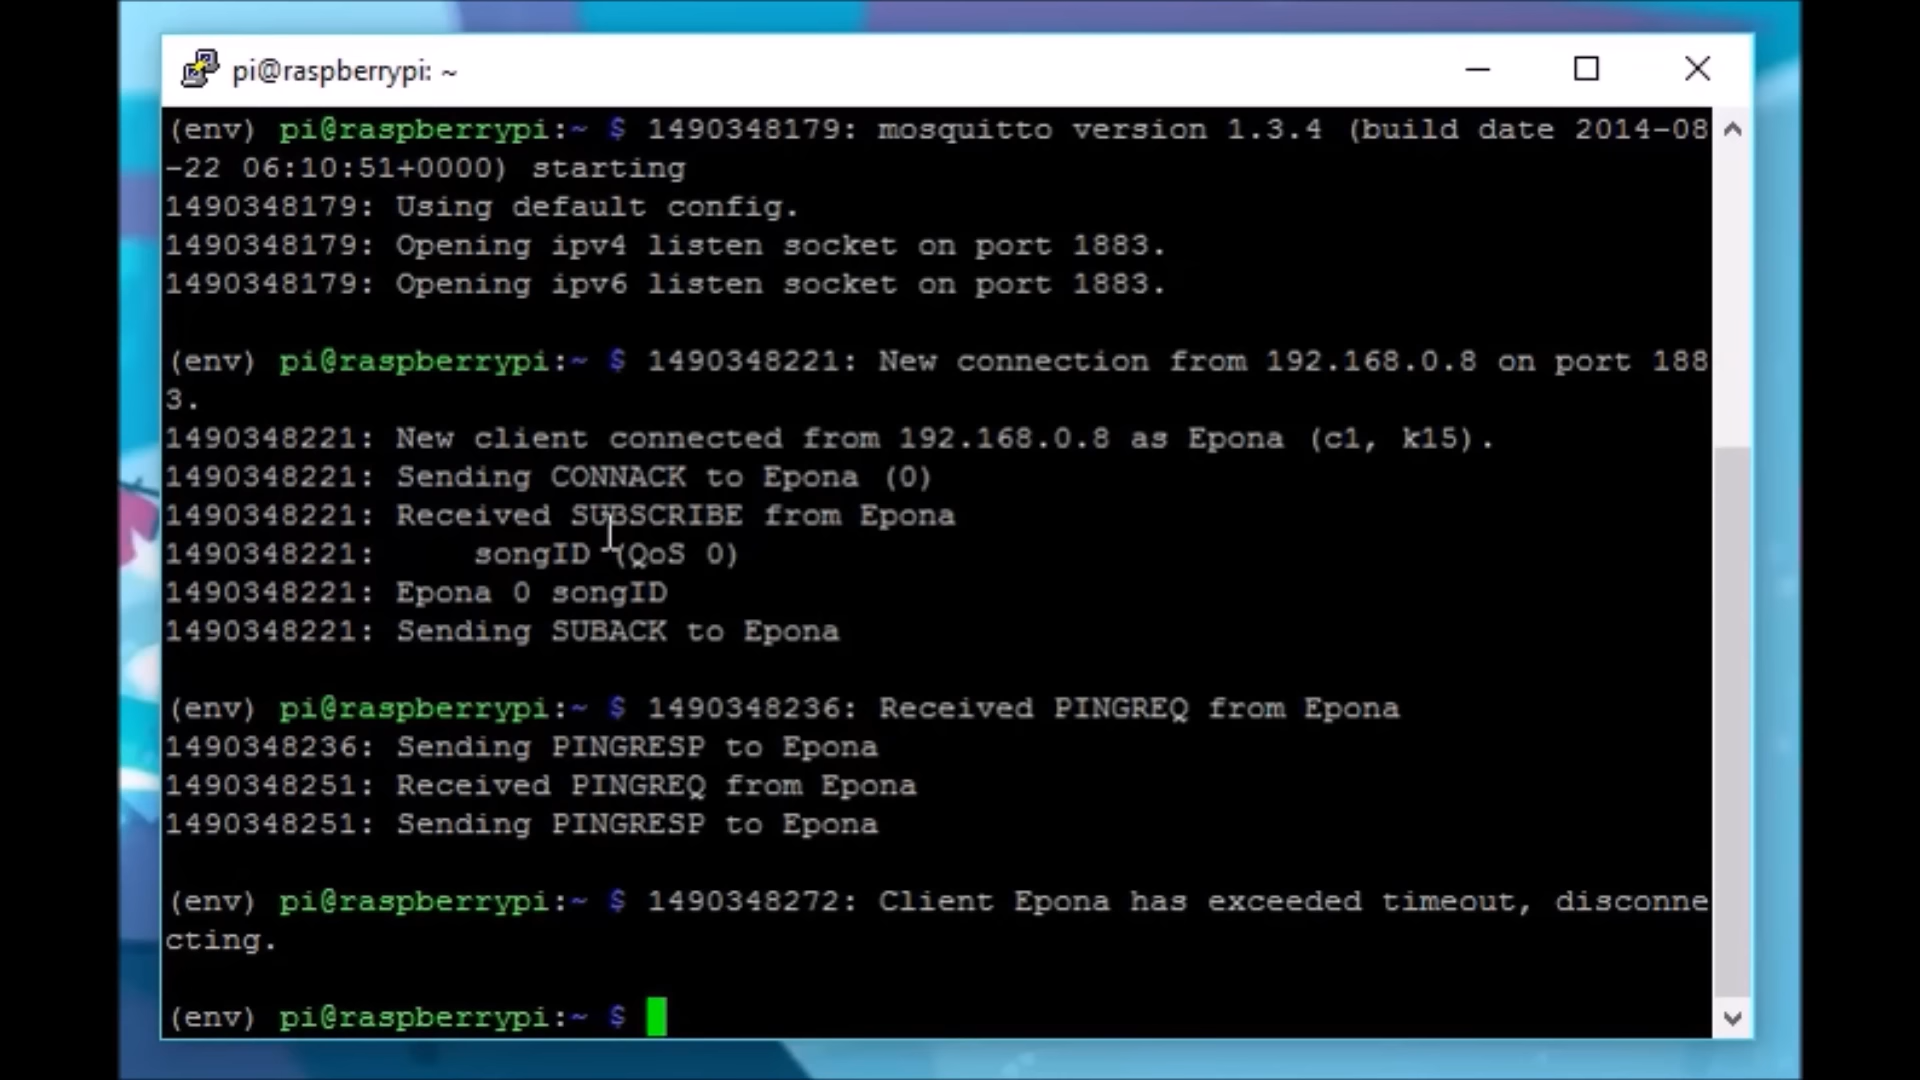 pi@raspberrypi: ~
(env) pi@raspberrypi:~ $ 1490348179: mosquitto version 1.3.4 (build date 2014-08
-22 06:10:51+0000) starting
1490348179: Using default config.
1490348179: Opening ipv4 listen socket on port 1883.
1490348179: Opening ipv6 listen socket on port 1883.
(env) pi@raspberrypi:~ $ 1490348221: New connection from 192.168.0.8 on port 188
3.
1490348221: New client connected from 192.168.0.8 as Epona (c1, k15).
1490348221: Sending CONNACK to Epona (0)
1490348221: Received SUBSCRIBE from Epona
1490348221: songID (QoS 0)
1490348221: Epona 0 songID
1490348221: Sending SUBACK to Epona
(env) pi@raspberrypi:~ $ 1490348236: Received PINGREQ from Epona
1490348236: Sending PINGRESP to Epona
1490348251: Received PINGREQ from Epona
1490348251: Sending PINGRESP to Epona
(env) pi@raspberrypi:~ $ 1490348272: Client Epona has exceeded timeout, disconne
cting.
(env) pi@raspberrypi:~ $